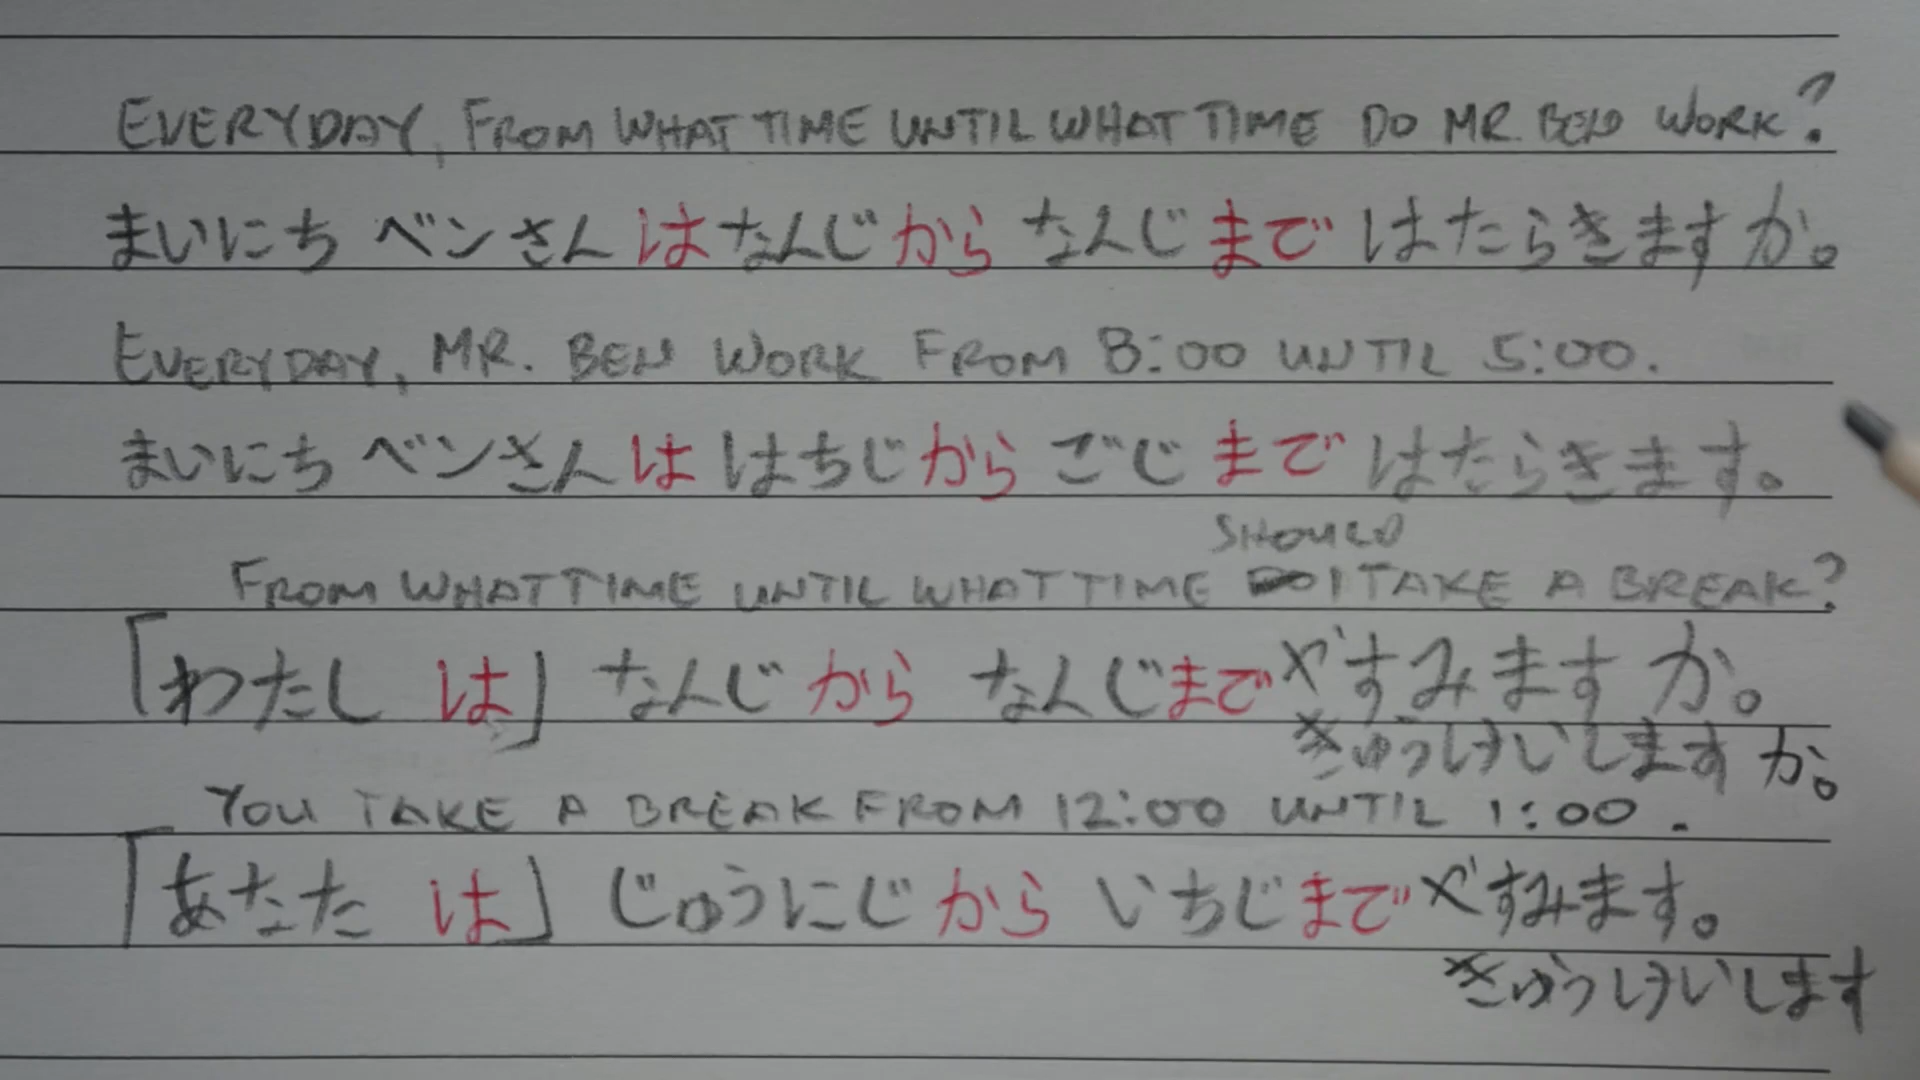 EVERYDAY, FROM WHAT TIME UNTIL WHAT TIME DO MR. BEN WORK?
まいにち ベンさん は なんじ から なんじ まで はたらきます か。
EVERYDAY, MR. BEN WORK FROM 8:00 UNTIL 5:00.
まいにち ベンさん は はちじ から ごじ まで はたらきます。
SHOULD
FROM WHAT TIME UNTIL WHAT TIME I TAKE A BREAK?
「わたし は」 なんじ から なんじ まで やすみます か。
きゅうけいします か。
YOU TAKE A BREAK FROM 12:00 UNTIL 1:00.
「あなた は」 じゅうにじ から いちじ まで やすみます。
きゅうけいします